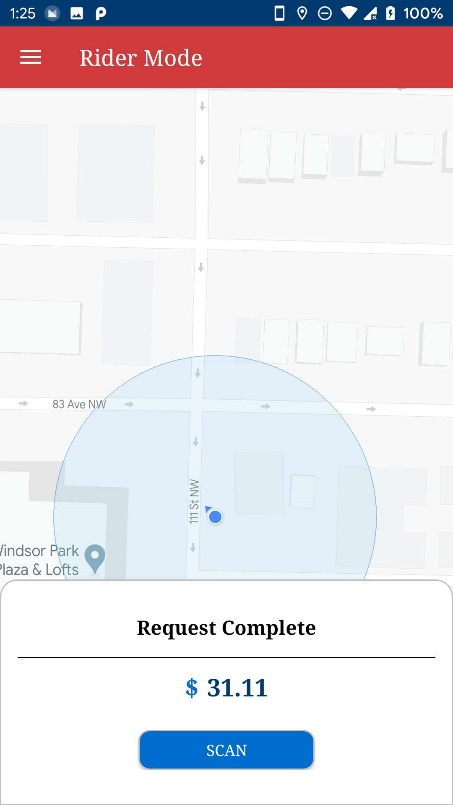 1:25
100%
Rider Mode
83 Ave NW
111 St NW
Windsor Park
Plaza & Lofts
Request Complete
$ 31.11
SCAN